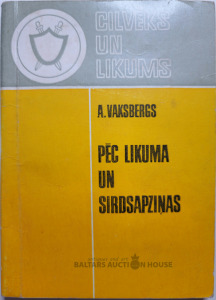 CILVĒKS
UN
LIKUMS
A. VAKSBERGS
PĒC LIKUMA
UN
SIRDSAPZIŅAS
BALTARS AUCTION HOUSE